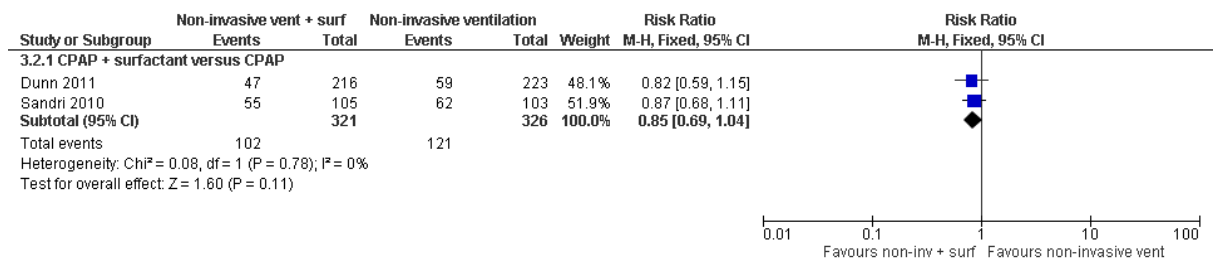 Non-invasive vent + surf Non-invasive ventilation Risk Ratio Risk Ratio
Study or Subgroup Events Total Events Total Weight M-H, Fixed, 95% CI M-H, Fixed, 95% CI
3.2.1 CPAP + surfactant versus CPAP
Dunn 2011 47 216 59 223 48.1% 0.82 [0.59, 1.15]
Sandri 2010 55 105 62 103 51.9% 0.87 [0.68, 1.11]
Subtotal (95% CI) 321 326 100.0% 0.85 [0.69, 1.04]
Total events 102 121
Heterogeneity: Chi² = 0.08, df = 1 (P = 0.78); I² = 0%
Test for overall effect: Z = 1.60 (P = 0.11)
0.01 0.1 1 10 100
Favours non-inv + surf Favours non-invasive vent